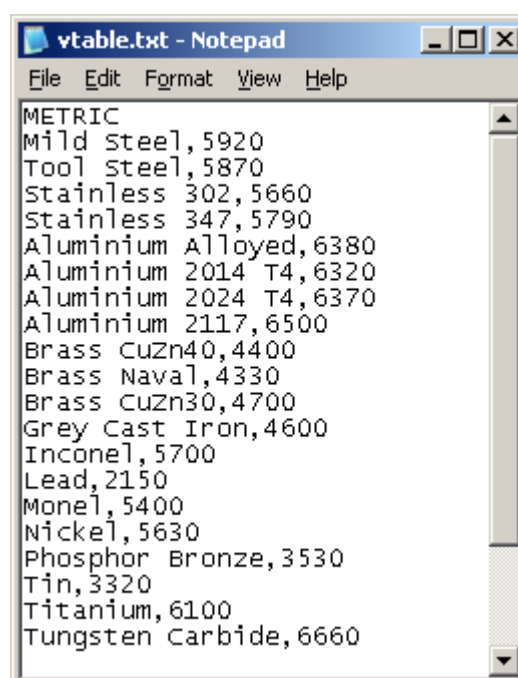 vtable.txt - Notepad
File Edit Format View Help
METRIC
Mild Steel,5920
Tool Steel,5870
Stainless 302,5660
Stainless 347,5790
Aluminium Alloyed,6380
Aluminium 2014 T4,6320
Aluminium 2024 T4,6370
Aluminium 2117,6500
Brass CuZn40,4400
Brass Naval,4330
Brass CuZn30,4700
Grey Cast Iron,4600
Inconel,5700
Lead,2150
Monel,5400
Nickel,5630
Phosphor Bronze,3530
Tin,3320
Titanium,6100
Tungsten Carbide,6660